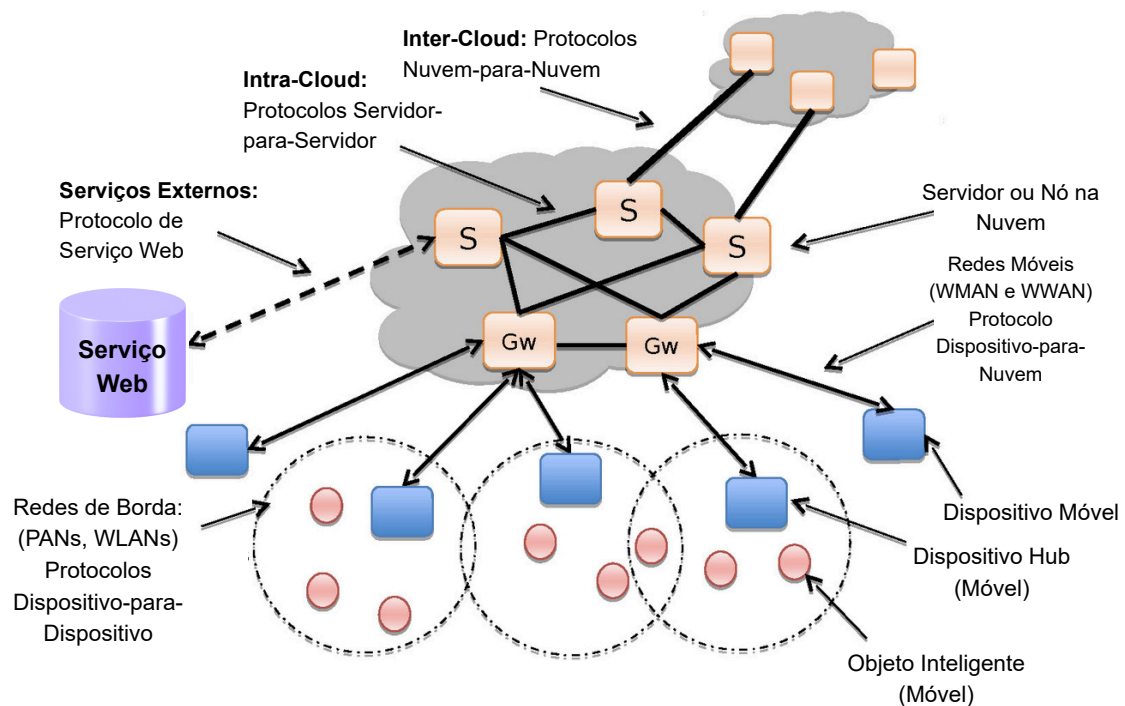 Inter-Cloud: Protocolos
Nuvem-para-Nuvem
Intra-Cloud:
Protocolos Servidor-
para-Servidor
Serviços Externos:
Protocolo de
Serviço Web
S
S
S
Servidor ou Nó na
Nuvem
Redes Móveis
(WMAN e WWAN)
Protocolo
Dispositivo-para-
Nuvem
Gw
Gw
Serviço
Web
Redes de Borda:
(PANs, WLANs)
Protocolos
Dispositivo-para-
Dispositivo
Dispositivo Móvel
Dispositivo Hub
(Móvel)
Objeto Inteligente
(Móvel)